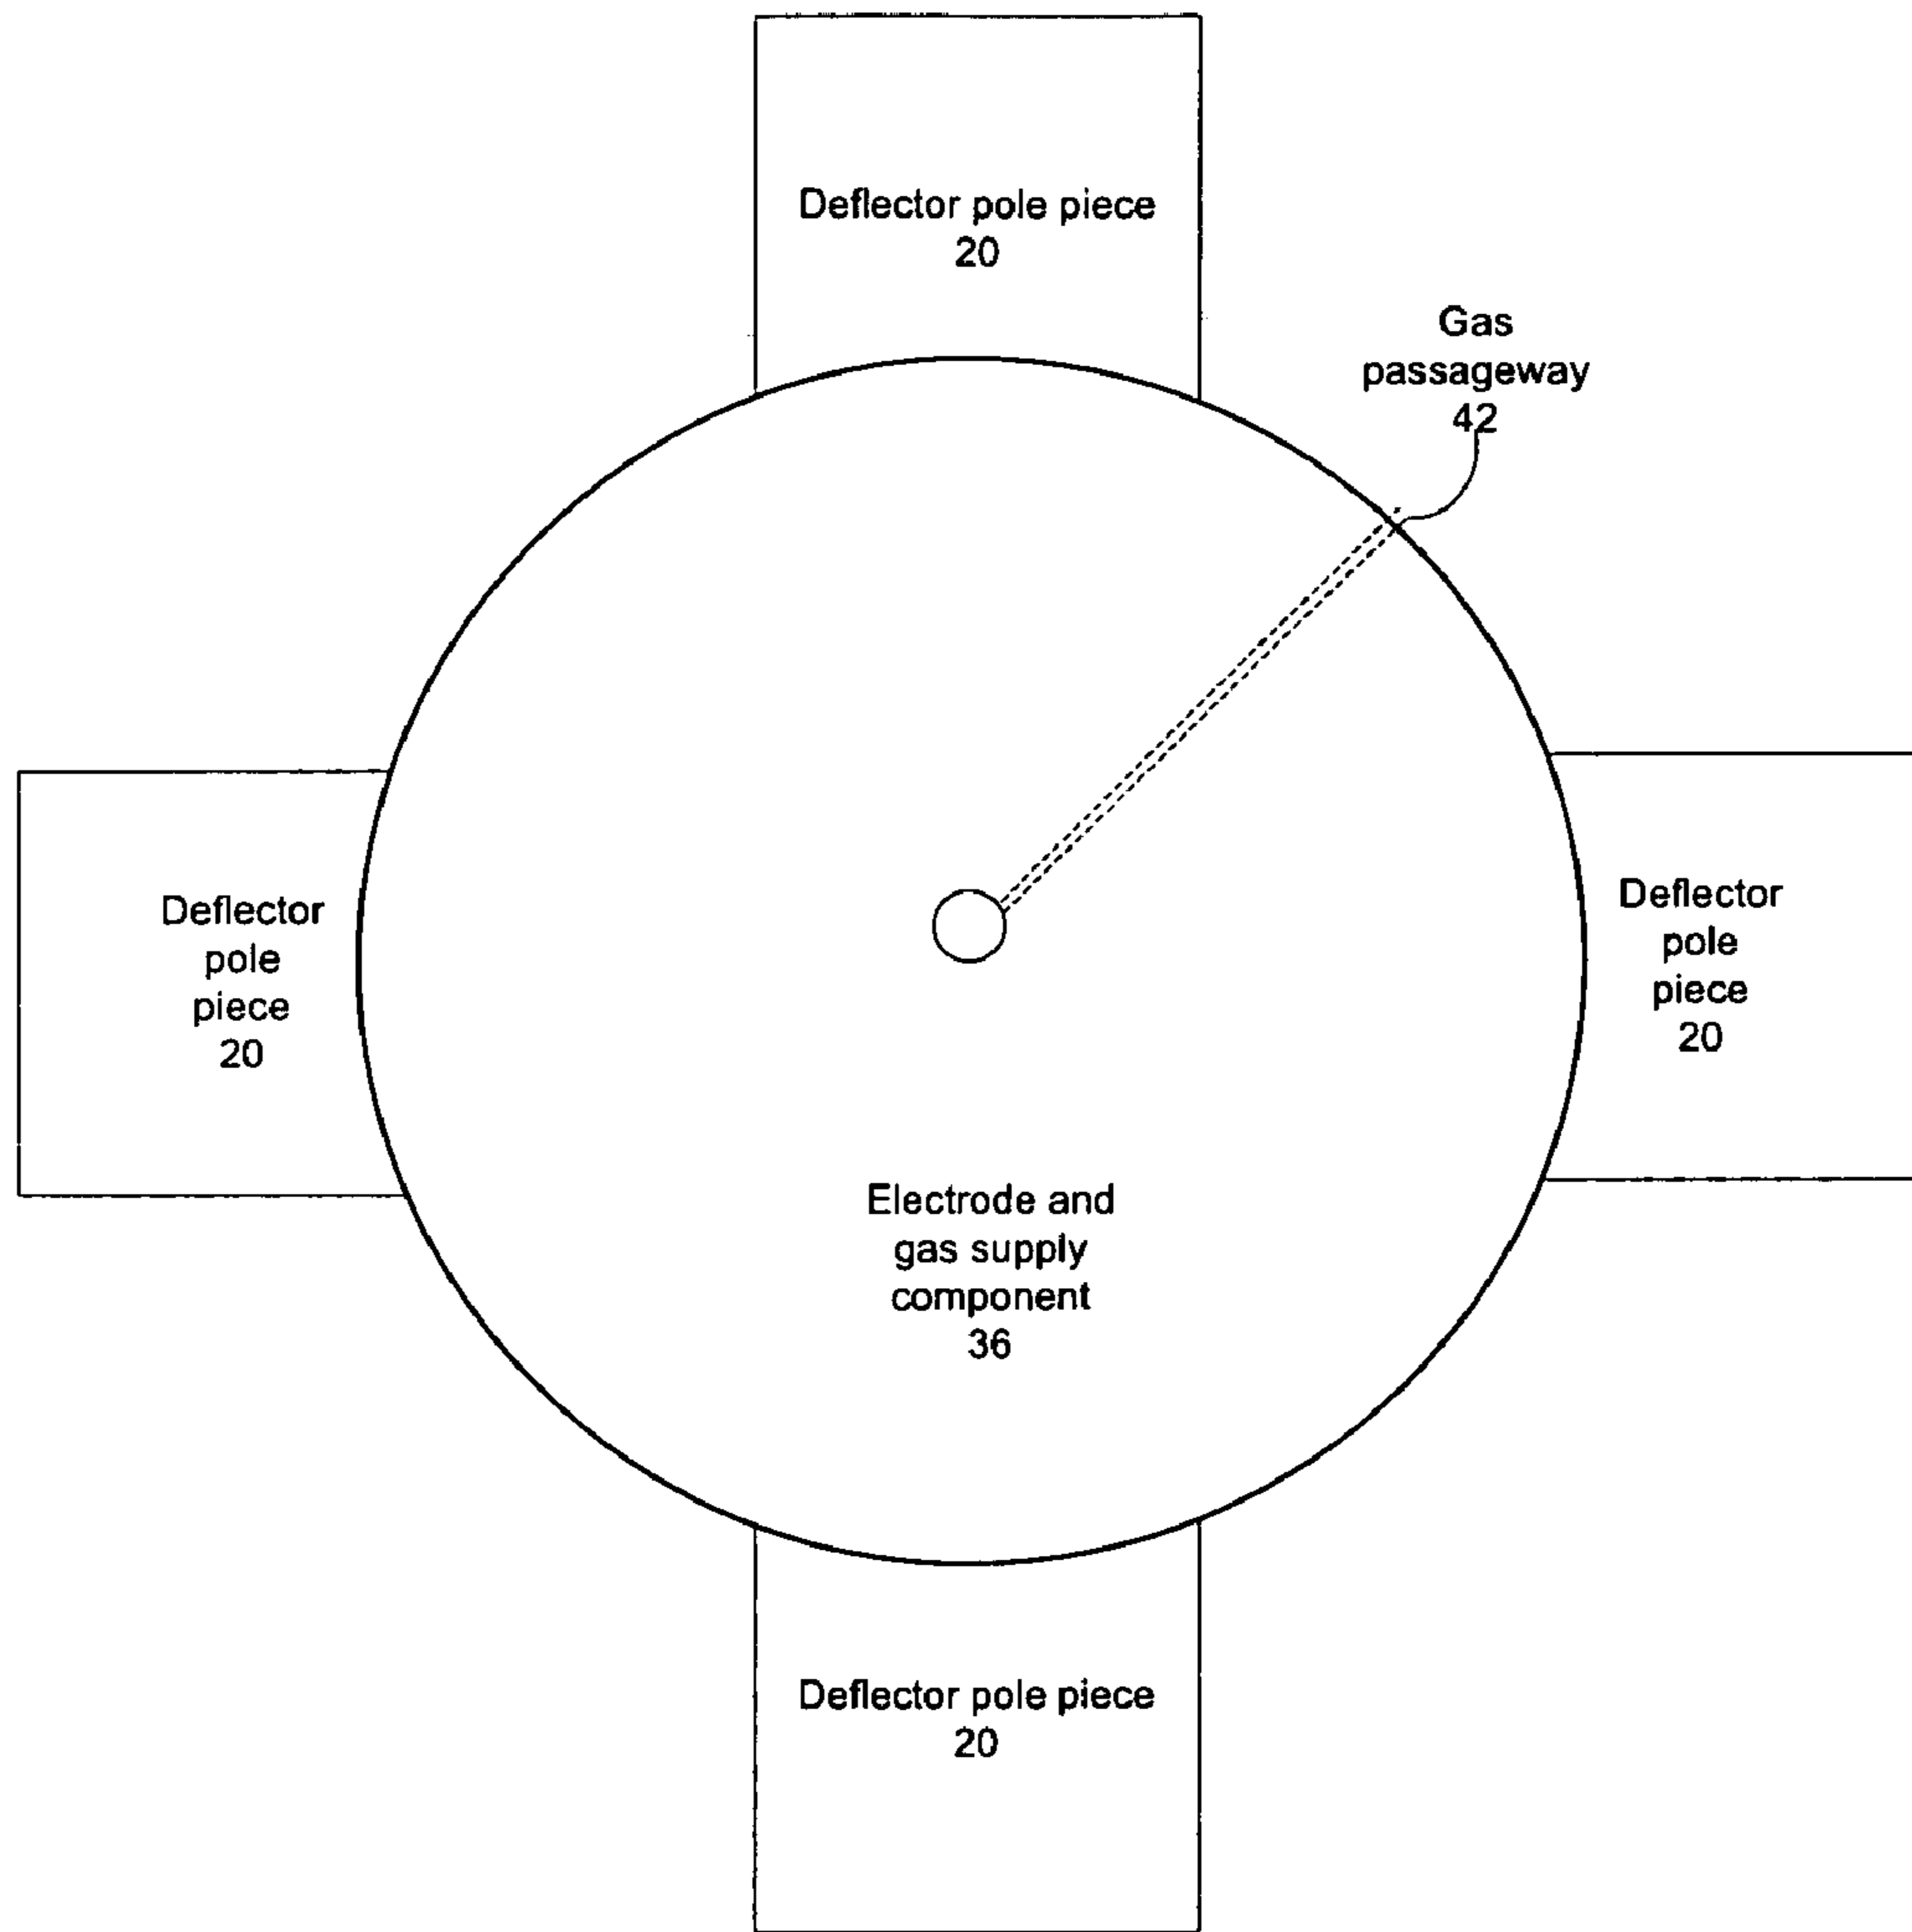 Deflector pole piece
20
Gas
passageway
42
Deflector
pole
piece
20
Deflector
pole
piece
20
Electrode and
gas supply
component
36
Deflector pole piece
20